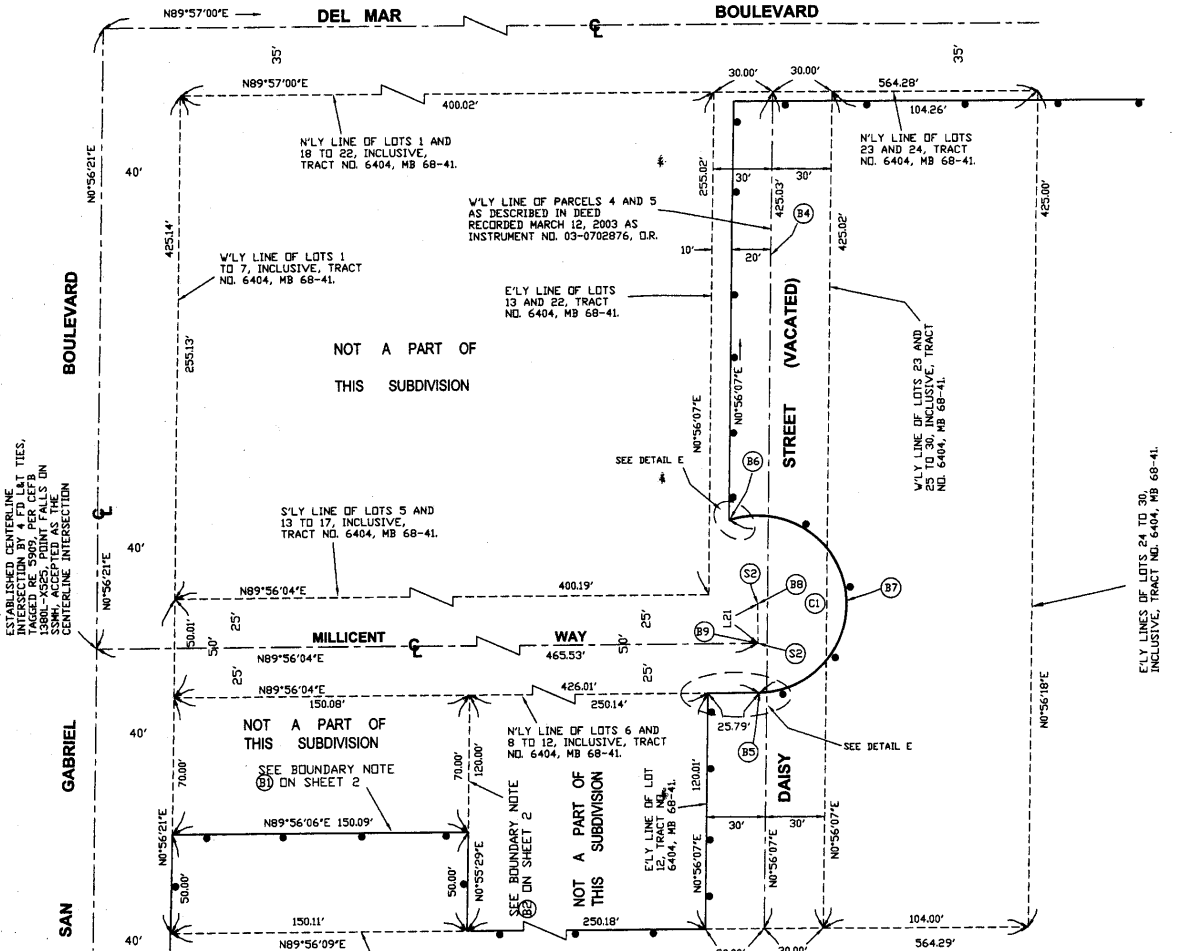 N89°57'00"E
DEL MAR
BOULEVARD
℄
35'
35'
30.00'
30.00'
564.28'
N89°57'00"E
400.02'
104.26'
N'LY LINE OF LOTS 1 AND
18 TO 22, INCLUSIVE,
TRACT NO. 6404, MB 68-41.
N'LY LINE OF LOTS
23 AND 24, TRACT
NO. 6404, MB 68-41.
N0°56'21"E
40'
255.02'
30'
30'
425.03'
425.00'
W'LY LINE OF PARCELS 4 AND 5
AS DESCRIBED IN DEED
RECORDED MARCH 12, 2003 AS
INSTRUMENT NO. 03-0702876, O.R.
B4
425.14'
425.02'
10'
20'
W'LY LINE OF LOTS 1
TO 7, INCLUSIVE, TRACT
NO. 6404, MB 68-41.
E'LY LINE OF LOTS
13 AND 22, TRACT
NO. 6404, MB 68-41.
BOULEVARD
255.13'
NOT A PART OF
THIS SUBDIVISION
STREET (VACATED)
N0°56'07"E
N0°56'07"E
W'LY LINE OF LOTS 23 AND
25 TO 30, INCLUSIVE, TRACT
NO. 6404, MB 68-41.
SEE DETAIL E
B6
ESTABLISHED CENTERLINE
INTERSECTION BY 4 FD L&T TIES,
TAGGED RE 5909, PER CEFB
1380L-X525, POINT FALLS ON
SSMH, ACCEPTED AS THE
CENTERLINE INTERSECTION
℄
40'
N0°56'21"E
S'LY LINE OF LOTS 5 AND
13 TO 17, INCLUSIVE,
TRACT NO. 6404, MB 68-41.
E'LY LINES OF LOTS 24 TO 30,
INCLUSIVE, TRACT NO. 6404, MB 68-41.
N89°56'04"E
400.19'
S2
B8
C1
B7
L21
B9
S2
50.01'
50'
25'
25'
MILLICENT
℄
WAY
25'
50'
25'
N89°56'04"E
465.53'
N89°56'04"E
150.08'
426.01'
250.14'
25.79'
B5
SEE DETAIL E
N0°56'18"E
NOT A PART OF
THIS SUBDIVISION
N'LY LINE OF LOTS 6 AND
8 TO 12, INCLUSIVE, TRACT
NO. 6404, MB 68-41.
GABRIEL
40'
70.00'
SEE BOUNDARY NOTE
B1 ON SHEET 2
70.00'
120.00'
SEE BOUNDARY NOTE
B2 ON SHEET 2
NOT A PART OF
THIS SUBDIVISION
E'LY LINE OF LOT
12, TRACT NO.
6404, MB 68-41.
120.01'
DAISY
N89°56'06"E 150.09'
30'
30'
N0°56'21"E
N0°55'29"E
N0°56'07"E
N0°56'07"E
N0°56'07"E
50.00'
50.00'
SAN
40'
150.11'
N89°56'09"E
250.18'
30.00'
104.00'
564.29'